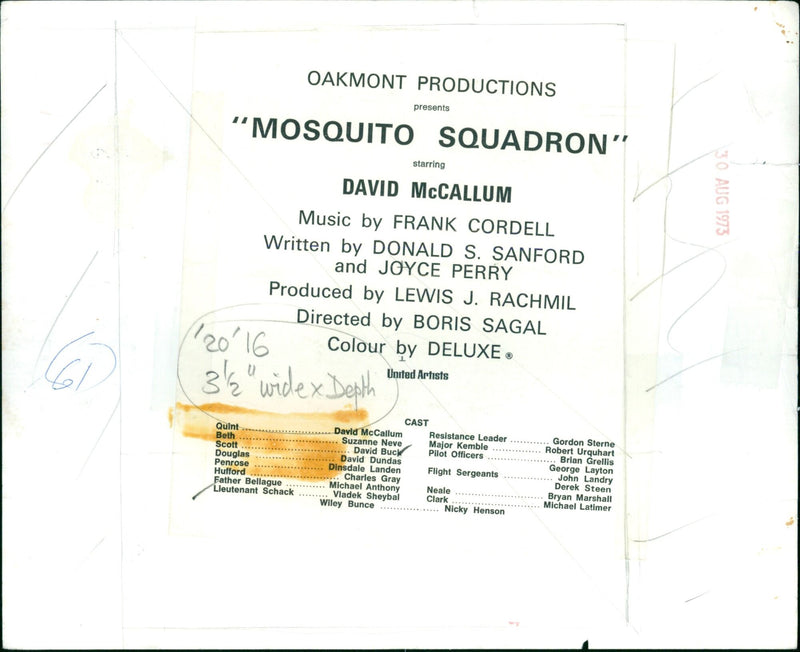 OAKMONT PRODUCTIONS
presents
"MOSQUITO SQUADRON"
starring
DAVID McCALLUM
Music by FRANK CORDELL
Written by DONALD S. SANFORD
and JOYCE PERRY
Produced by LEWIS J. RACHMIL
Directed by BORIS SAGAL
Colour by DELUXE®
United Artists
30 AUG 1973
'20' 16
3½" wide x Depth
61
CAST
Quint .................... David McCallum
Beth .................... Suzanne Neve
Scott .................... David Buck
Douglas .................... David Dundas
Penrose .................... Dinsdale Landen
Hufford .................... Charles Gray
Father Bellague .......... Michael Anthony
Lieutenant Schack ........ Vladek Sheybal
Wiley Bunce ................ Nicky Henson
Resistance Leader .......... Gordon Sterne
Major Kemble .............. Robert Urquhart
Pilot Officers .............. Brian Grellis
George Layton
Flight Sergeants .............. John Landry
Derek Steen
Neale .................... Bryan Marshall
Clark .................... Michael Latimer